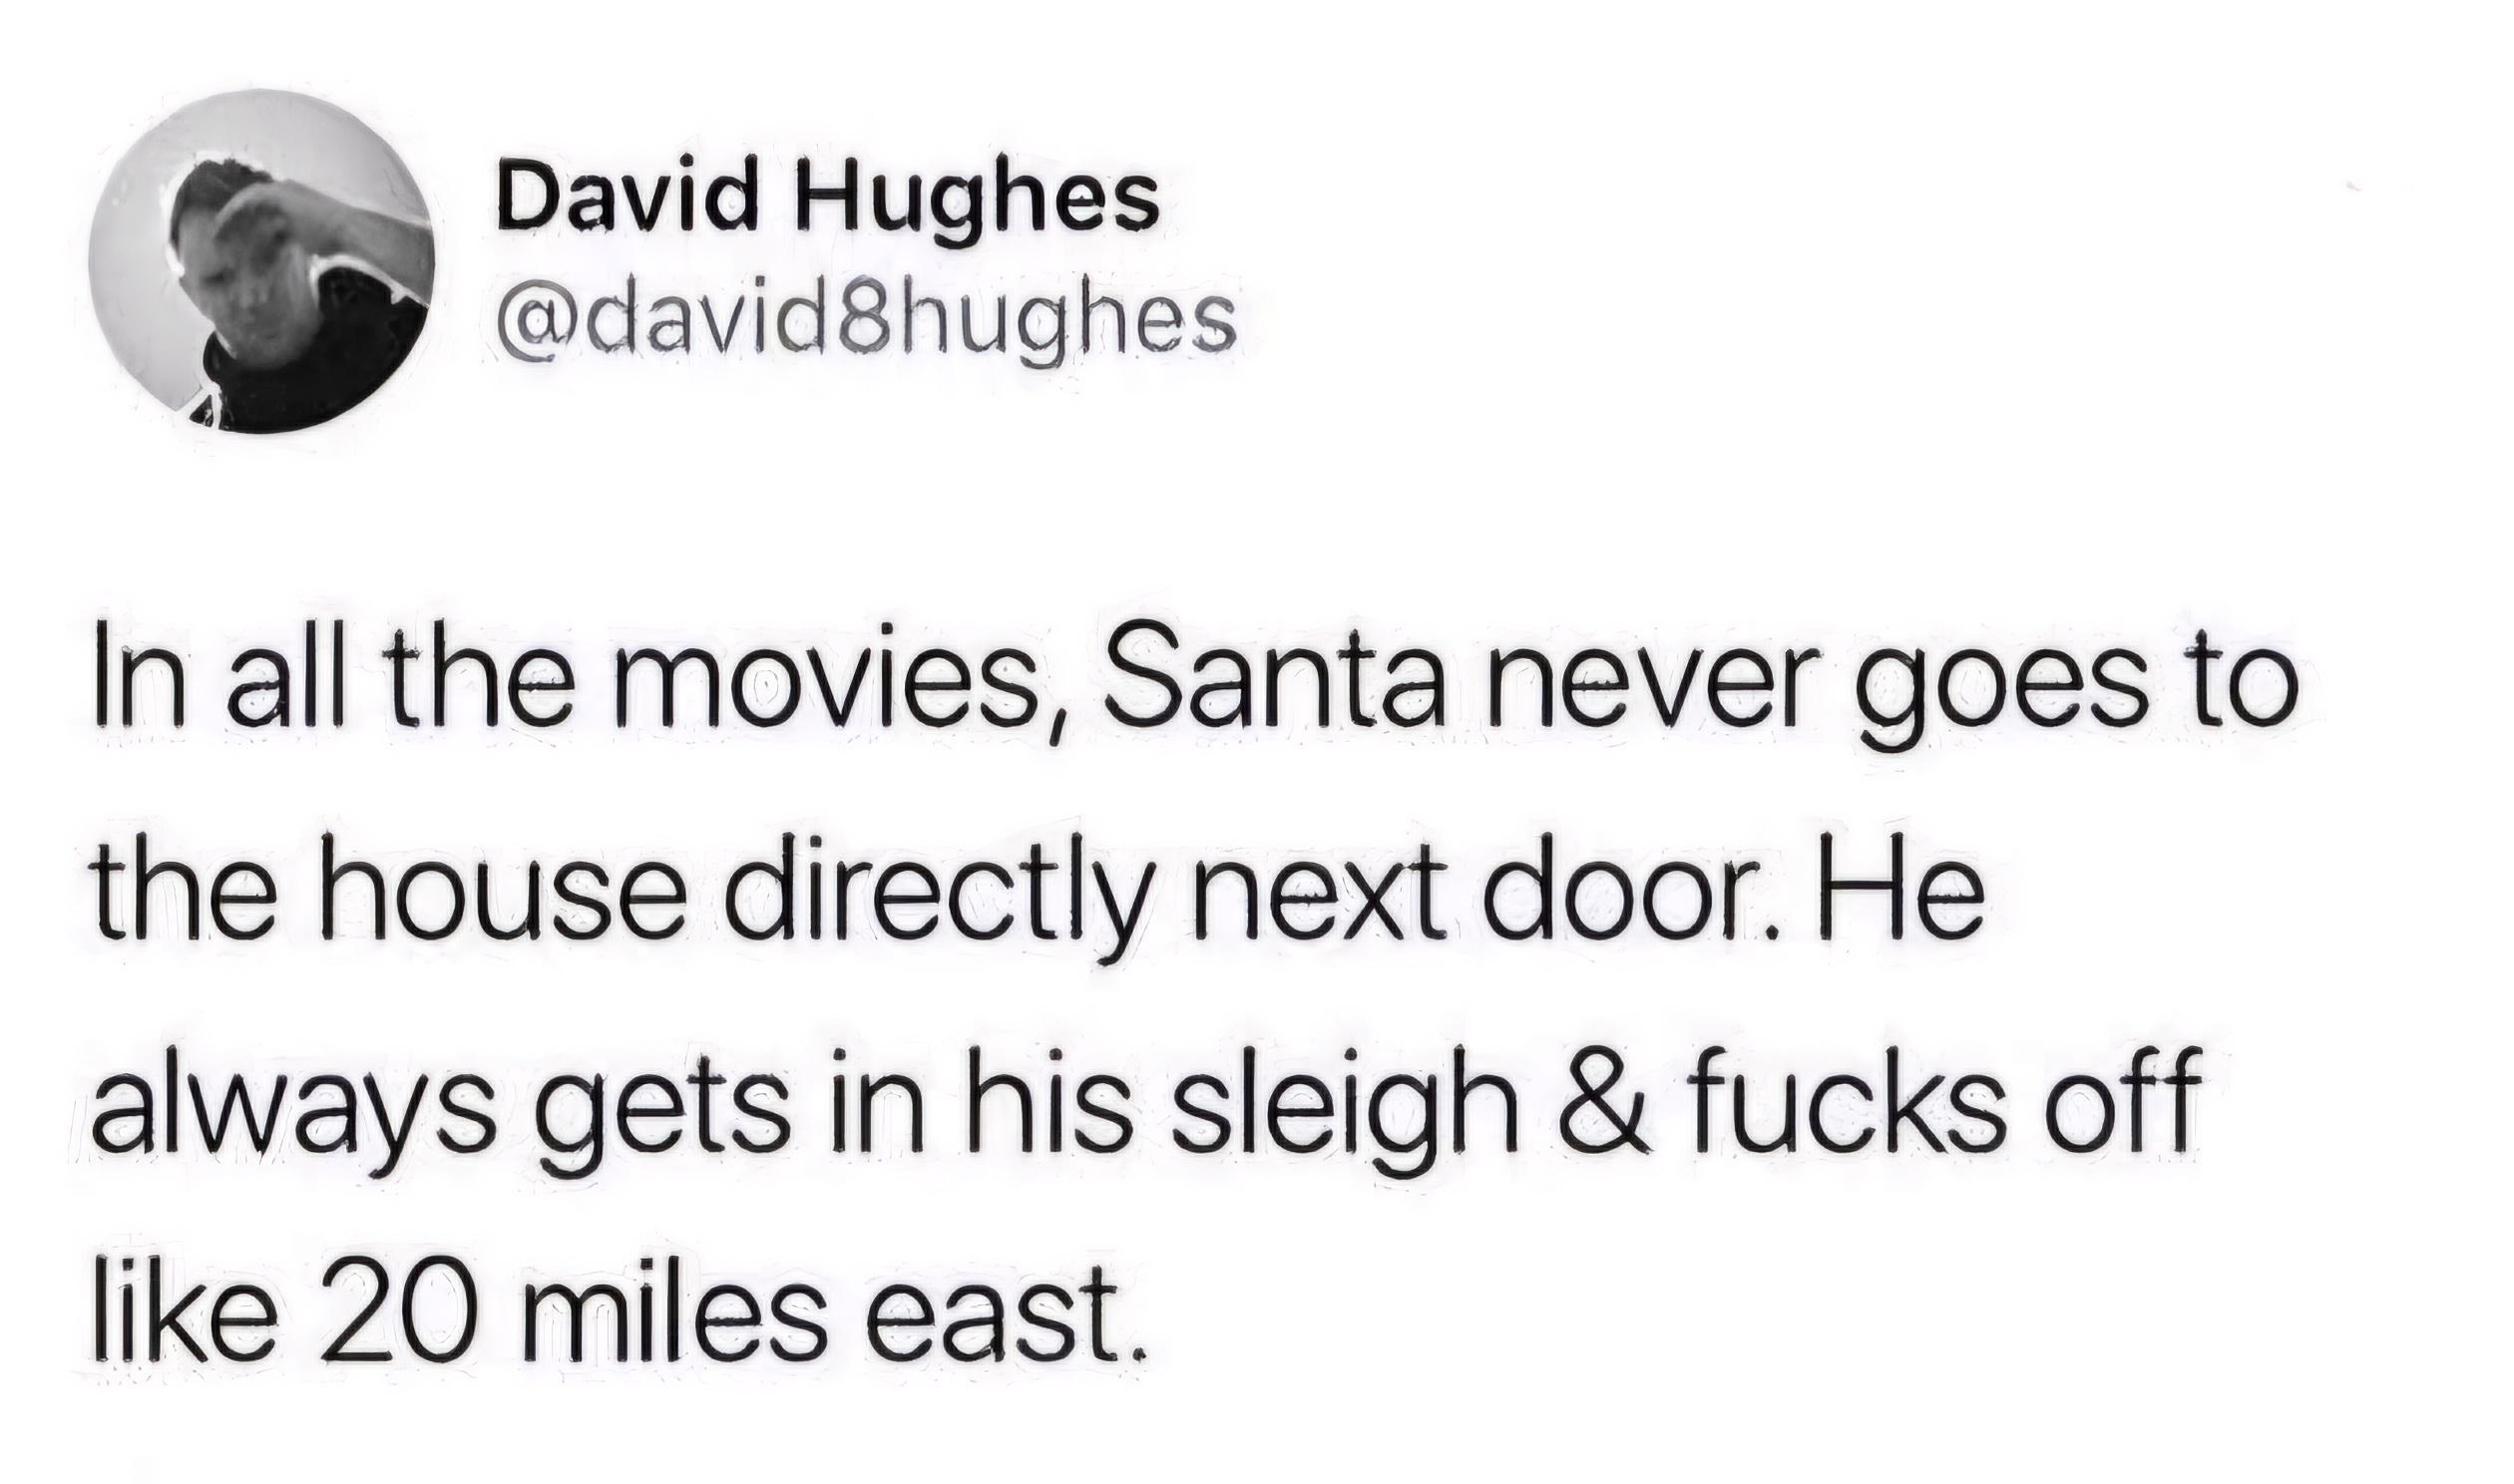 David Hughes
@david8hughes
In all the movies, Santa never goes to
the house directly next door. He
always gets in his sleigh & fucks off
like 20 miles east.